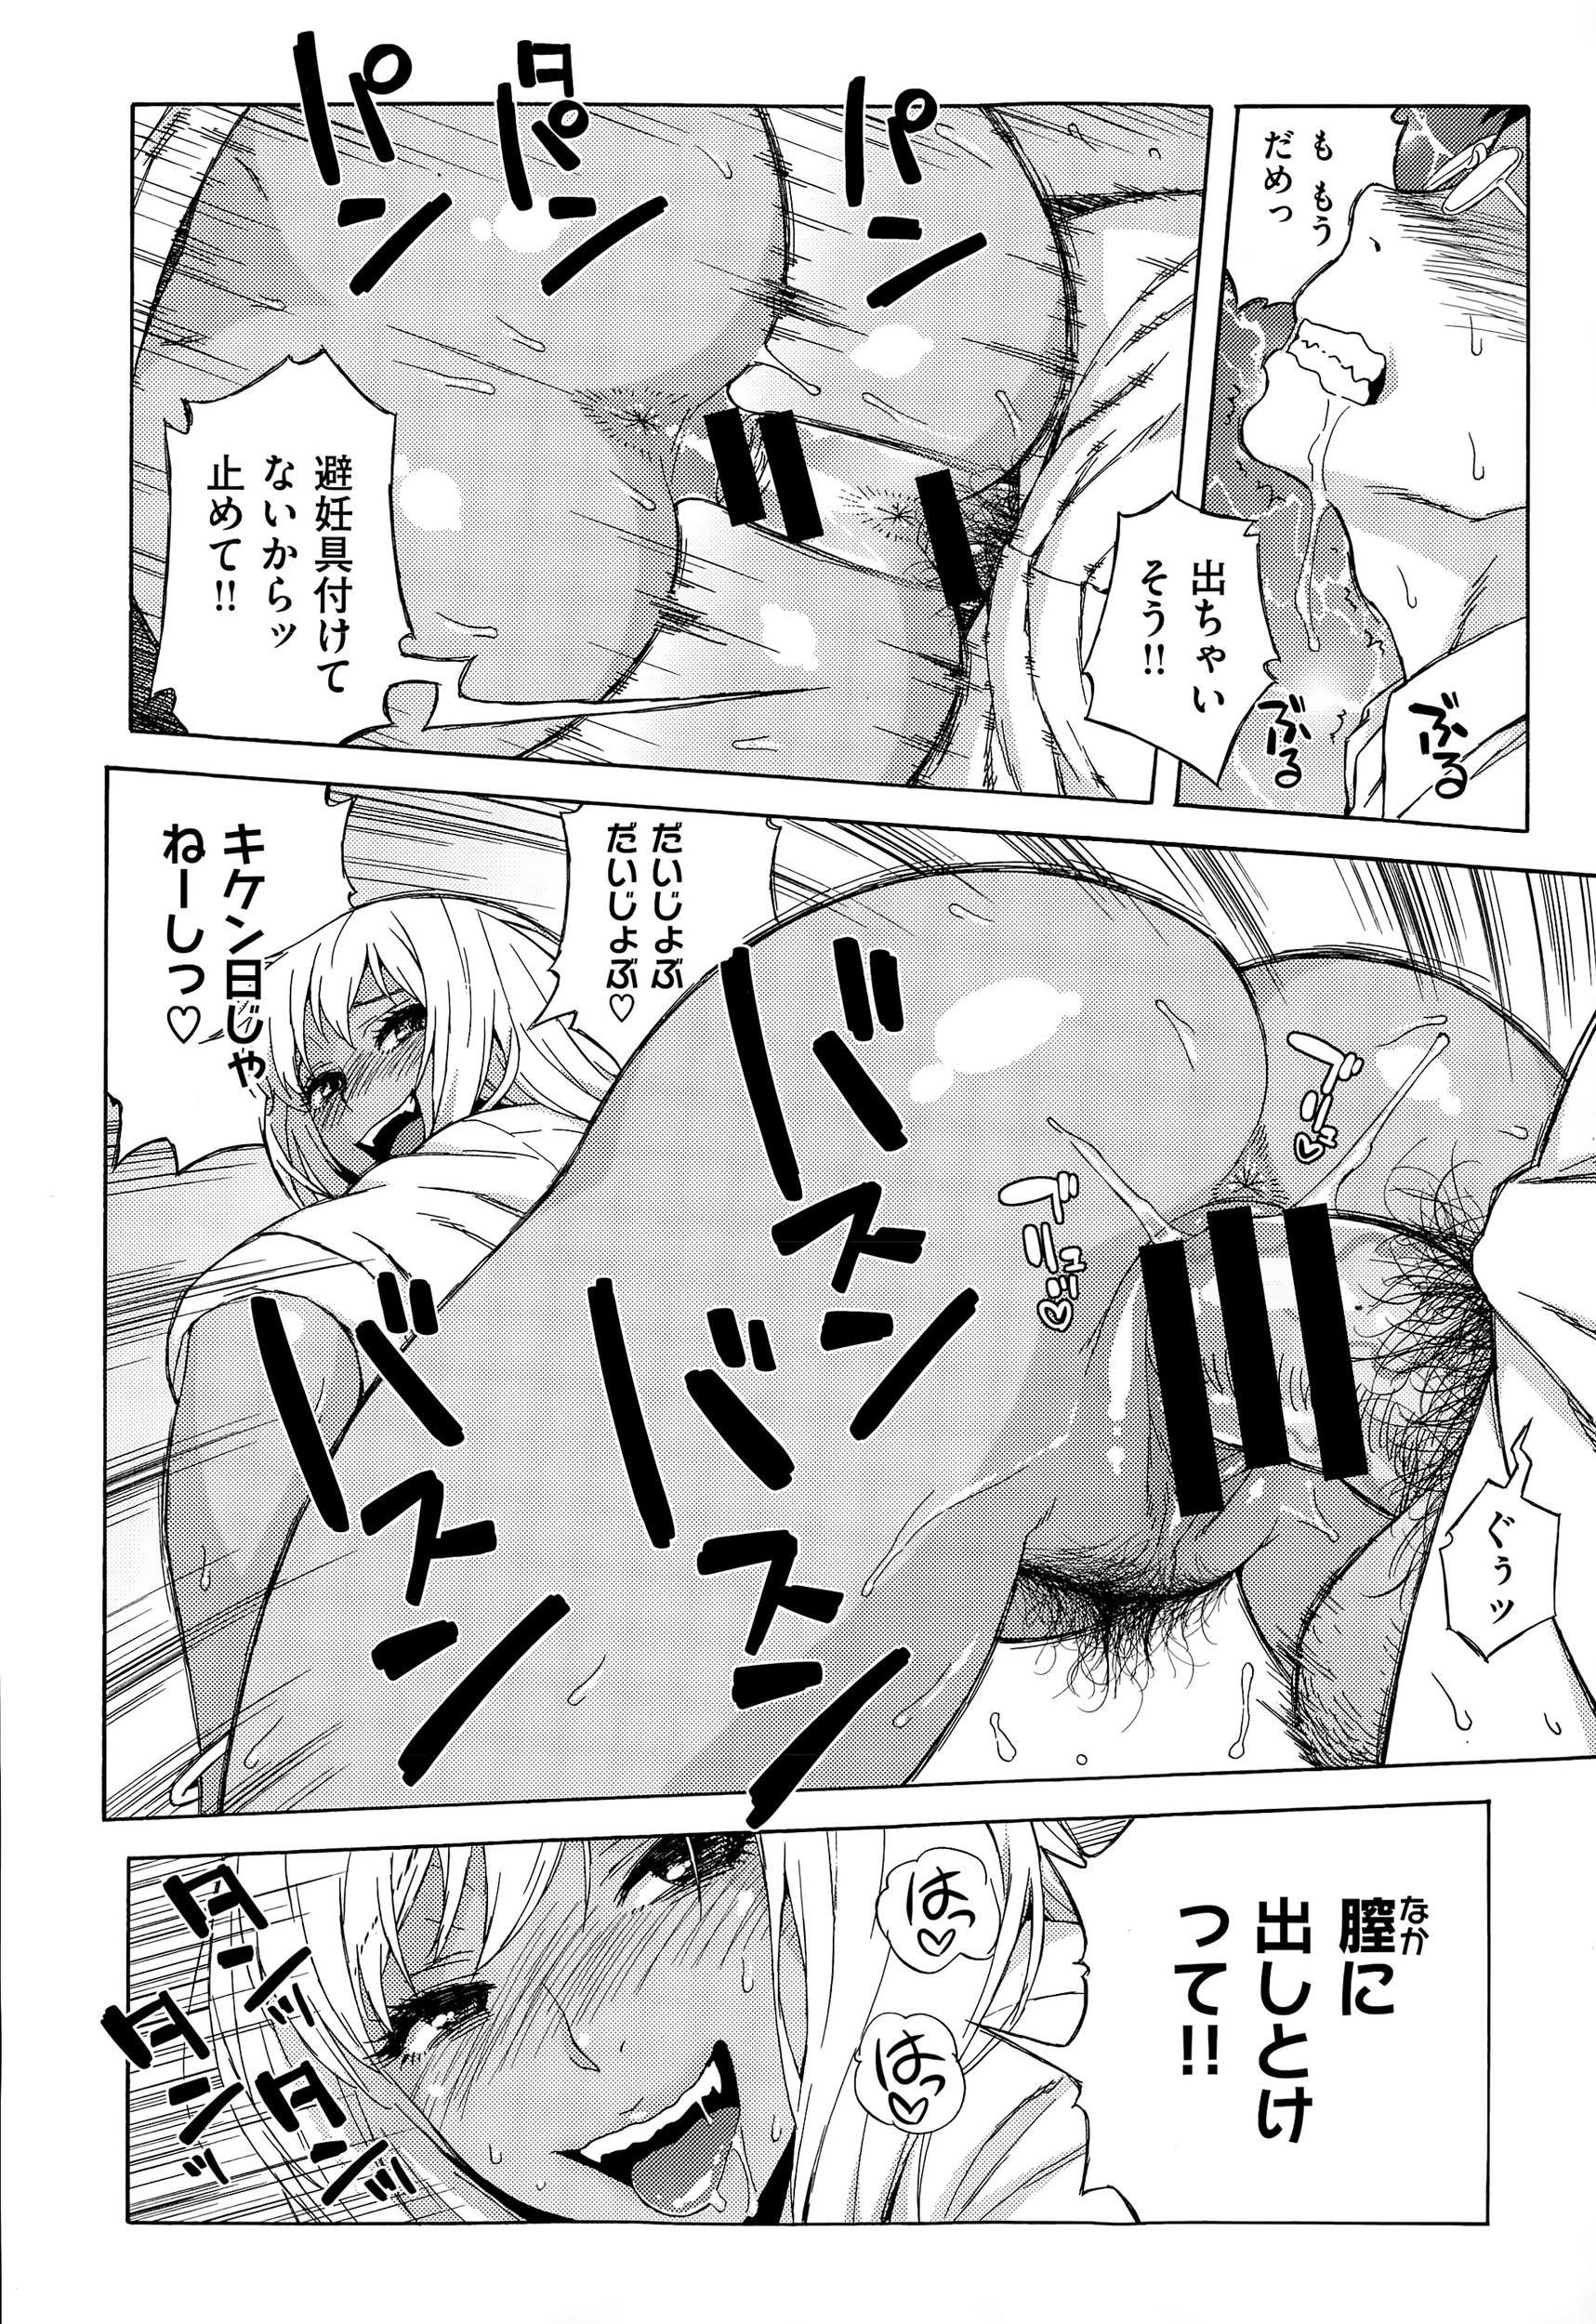 も もう
だめっ
出ちゃい
そう!!
ぶる
ぶる
パン
パタン
パン
避妊具付けて
ないからッ
止めて!!
だいじょぶ
だいじょぶ♡
キケン日じゃ
ねーしっ♡
バスン
バスン
バスン
ブリュ♡
ブリュッ♡
ぐぅッ
膣に
なか
出しとけ
って!!
はっ♡
はっ♡
タンッ
タンッ
タンッ